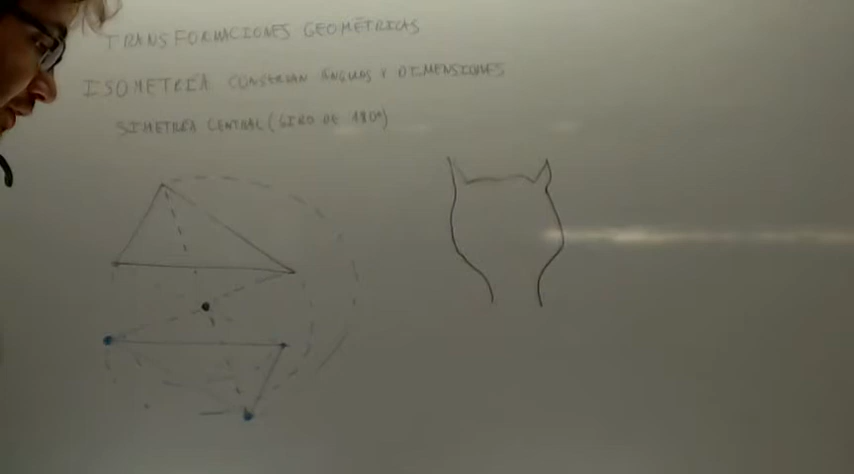 TRANSFORMACIONES GEOMÉTRICAS
ISOMETRÍA CONSERVAN ÁNGULOS Y DIMENSIONES
SIMETRÍA CENTRAL (GIRO DE 180º)